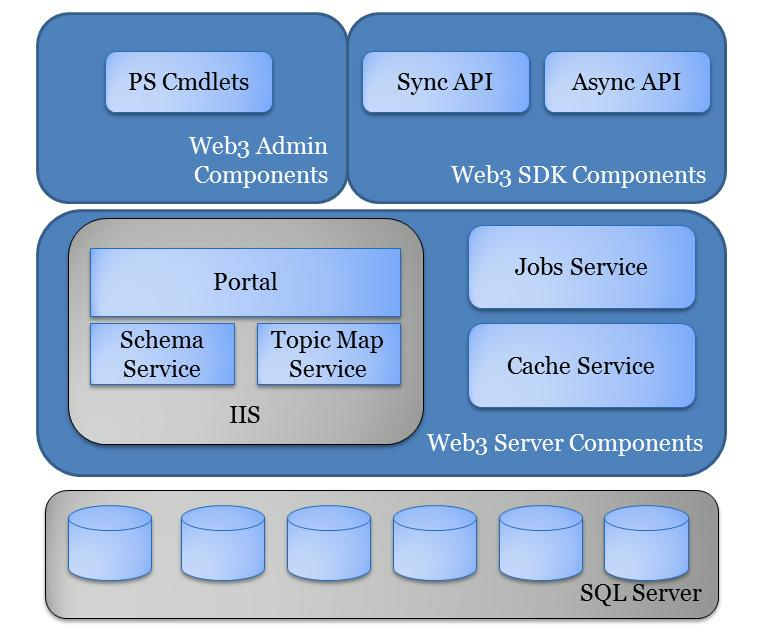 PS Cmdlets
Web3 Admin
Components
Sync API
Async API
Web3 SDK Components
Portal
Schema
Service
Topic Map
Service
IIS
Jobs Service
Cache Service
Web3 Server Components
SQL Server